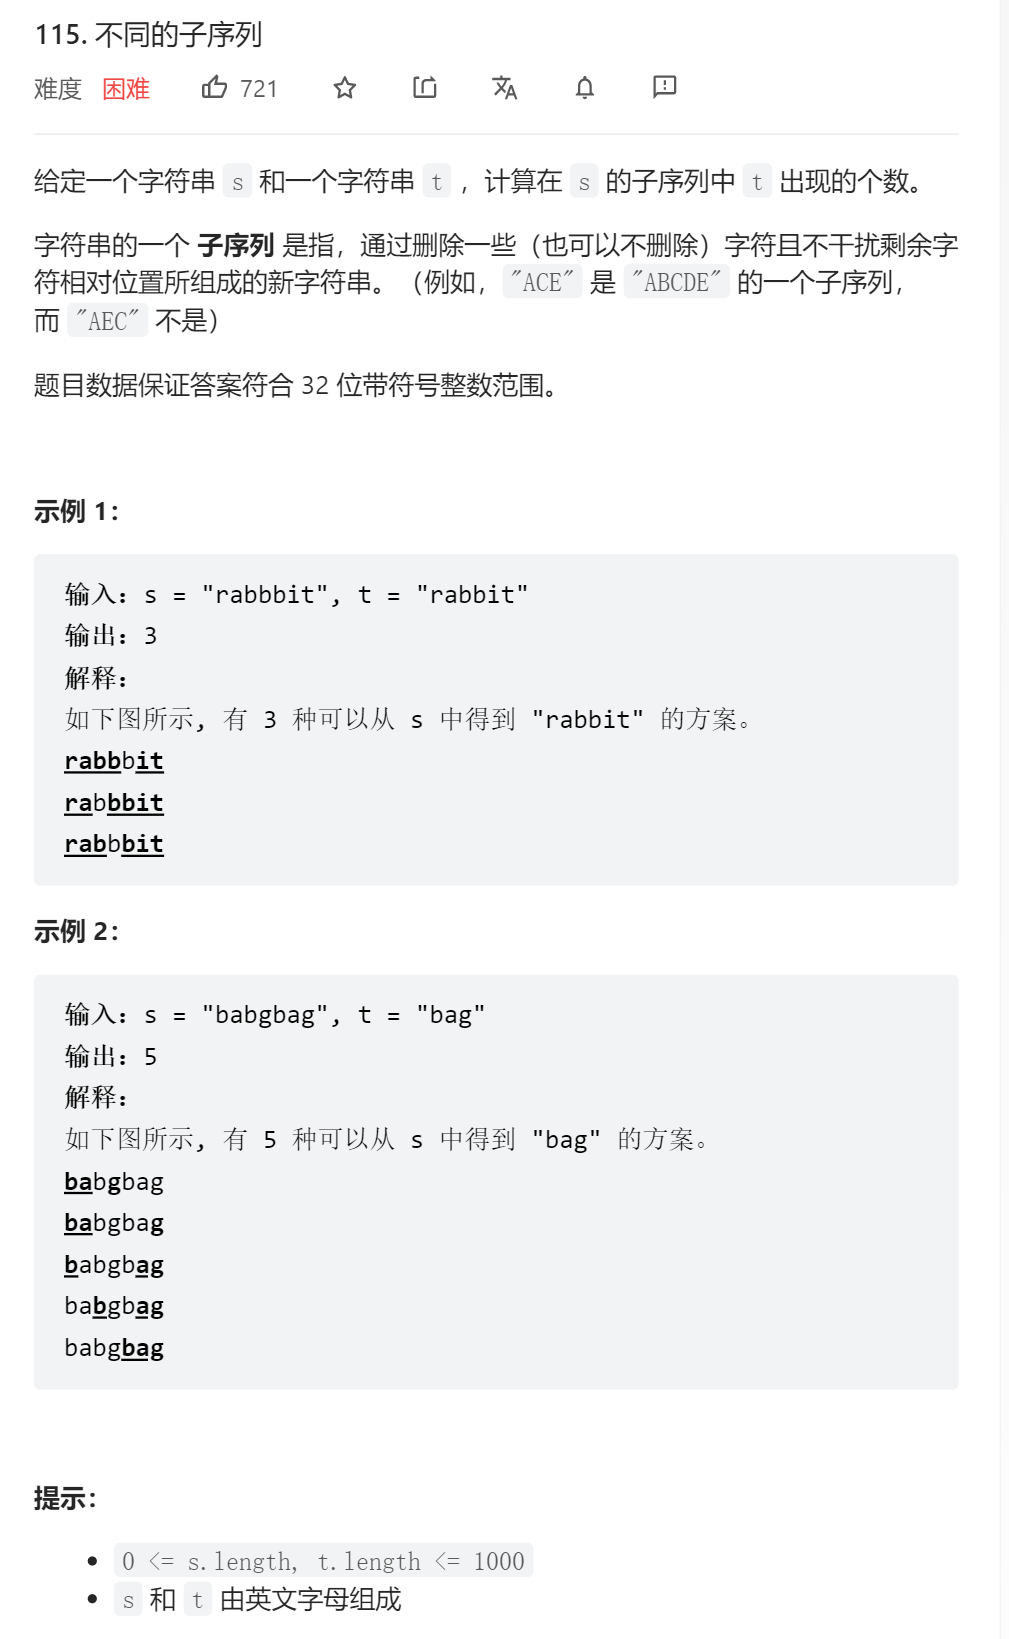 115. 不同的子序列
难度 困难 721
给定一个字符串 s 和一个字符串 t ，计算在 s 的子序列中 t 出现的个数。
字符串的一个 子序列 是指，通过删除一些（也可以不删除）字符且不干扰剩余字
符相对位置所组成的新字符串。（例如，"ACE" 是 "ABCDE" 的一个子序列，
而 "AEC" 不是）
题目数据保证答案符合 32 位带符号整数范围。
示例 1：
输入：s = "rabbbit", t = "rabbit"
输出：3
解释：
如下图所示, 有 3 种可以从 s 中得到 "rabbit" 的方案。
rabbbit
rabbbit
rabbbit
示例 2：
输入：s = "babgbag", t = "bag"
输出：5
解释：
如下图所示, 有 5 种可以从 s 中得到 "bag" 的方案。
babgbag
babgbag
babgbag
babgbag
babgbag
提示：
0 <= s.length, t.length <= 1000
s 和 t 由英文字母组成